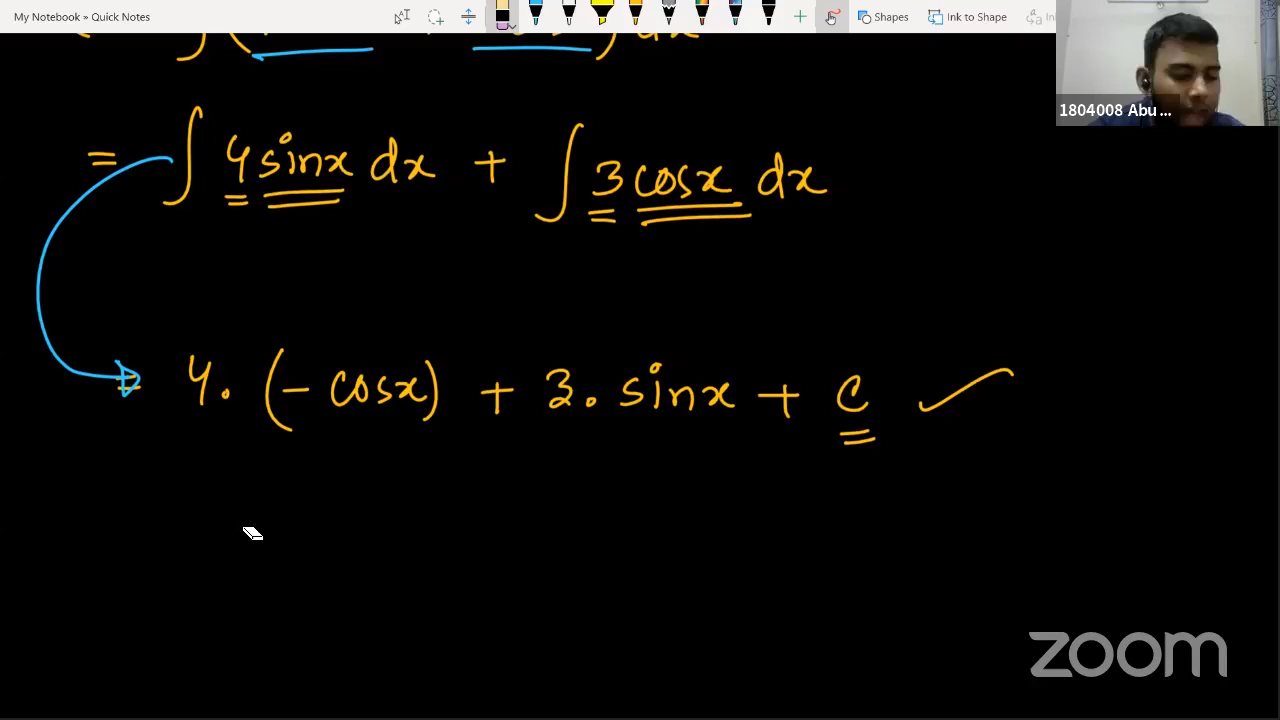 My Notebook » Quick Notes
Shapes
Ink to Shape
1804008 Abu ...
= ∫ 4 sinx dx + ∫ 3 cosx dx
= 4. (- cosx) + 3. sinx + c
zoom